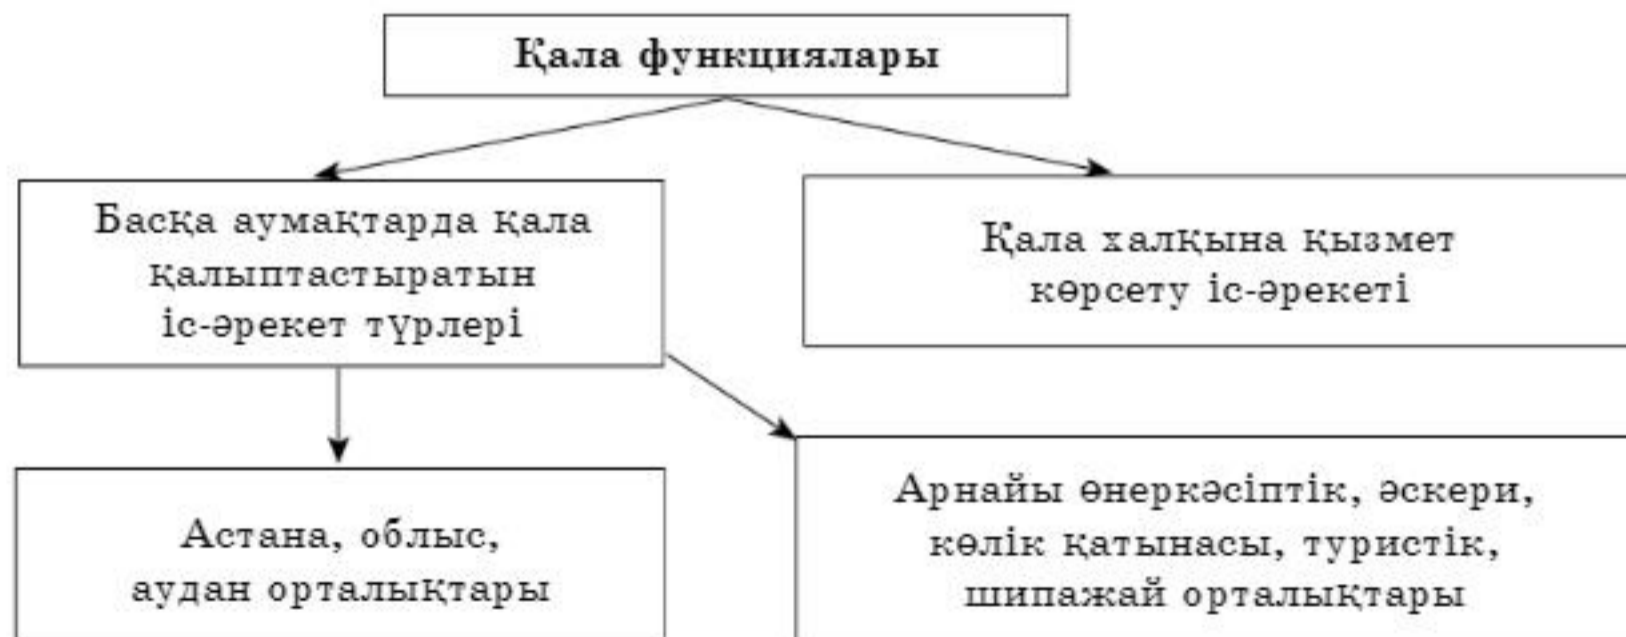 Қала функциялары
Басқа аумақтарда қала
қалыптастыратын
іс-әрекет түрлері
Қала халқына қызмет
көрсету іс-әрекеті
Астана, облыс,
аудан орталықтары
Арнайы өнеркәсіптік, әскери,
көлік қатынасы, туристік,
шипажай орталықтары